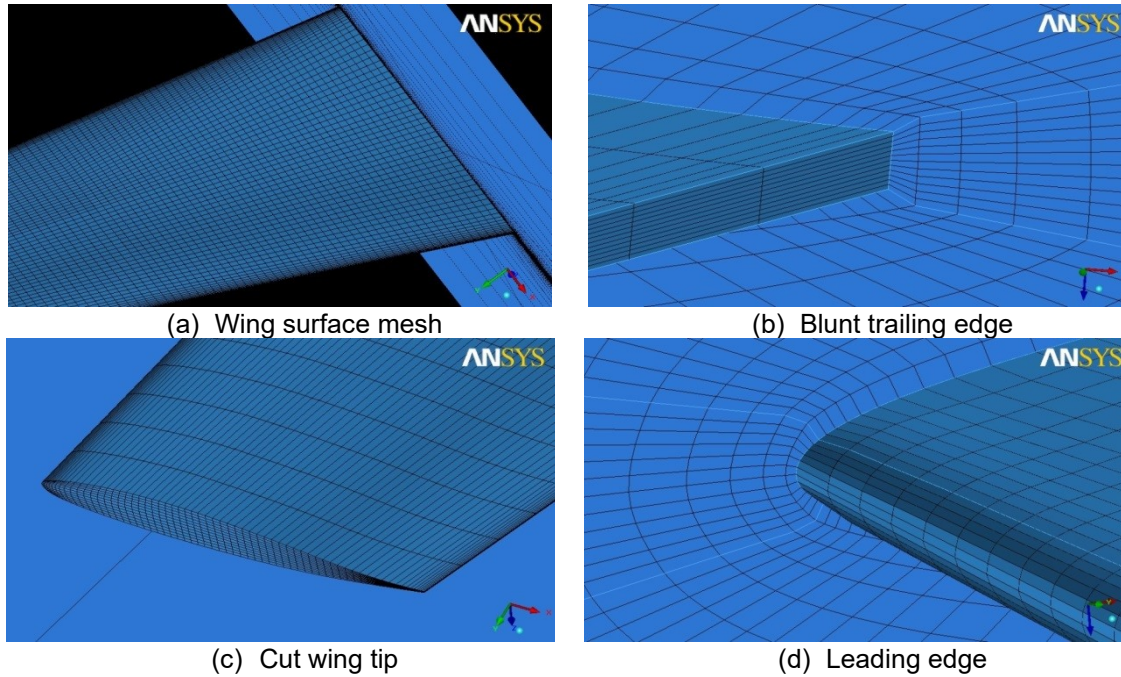 ANSYS
ANSYS
(a) Wing surface mesh
(b) Blunt trailing edge
ANSYS
ANSYS
(c) Cut wing tip
(d) Leading edge